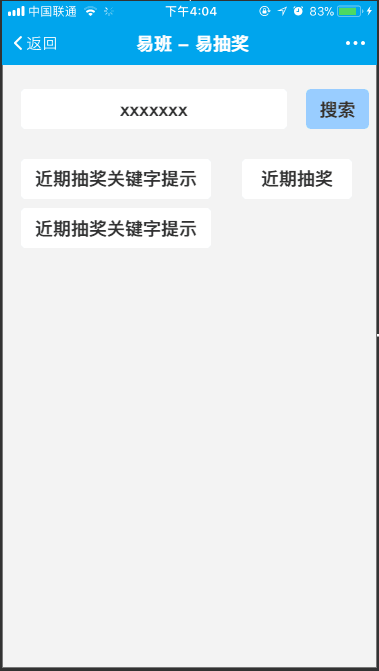 中国联通 下午4:04 83%
返回 易班 – 易抽奖
xxxxxxx 搜索
近期抽奖关键字提示 近期抽奖
近期抽奖关键字提示